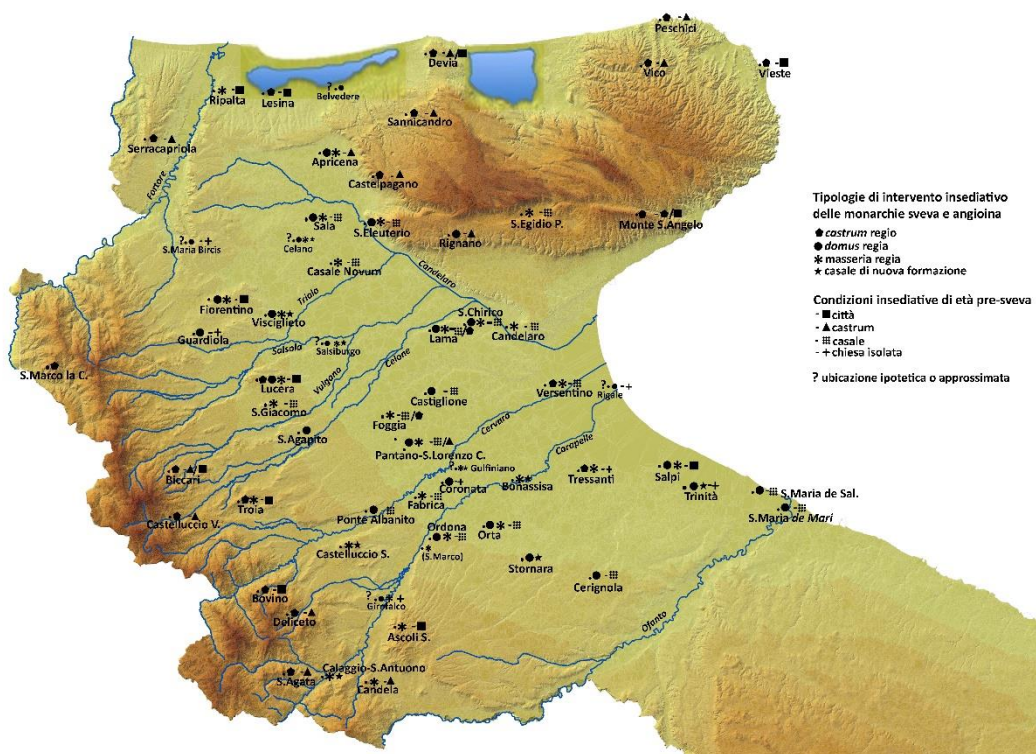 Peschici
Devia
Vico
Vieste
Ripalta
Lesina
?
Belvedere
Sannicandro
Serracapriola
Fortore
Apricena
Castelpagano
Sala
S.Eleuterio
S.Egidio P.
Monte S.Angelo
?
S.Maria Bircis
?
Celano
Rignano
Casale Novum
Candelaro
Triolo
Fiorentino
Visciglieto
S.Chirico
Guardiola
Lama
Candelaro
Salsola
?
Salsiburgo
Celone
Vulgano
S.Marco la C.
Lucera
S.Giacomo
Castiglione
Versentino
?
Rigale
Foggia
Cervara
S.Agapito
Pantano-S.Lorenzo C.
Carapelle
?
Gulfiniano
Biccari
Coronata
Bonassisa
Tressanti
Salpi
Trinità
S.Maria de Sal.
S.Maria de Mari
Troia
Fabrica
Castelluccio V.
Ponte Albanito
Ordona
Orta
Castelluccio S.
(S.Marco)
Stornara
Cerignola
Bovino
?
Girofalco
Deliceto
Ofanto
Ascoli S.
Calaggio-S.Antuono
S.Agata
Candela
Tipologie di intervento insediativo
delle monarchie sveva e angioina
castrum regio
domus regia
masseria regia
casale di nuova formazione
Condizioni insediative di età pre-sveva
- città
- castrum
- casale
- chiesa isolata
? ubicazione ipotetica o approssimata